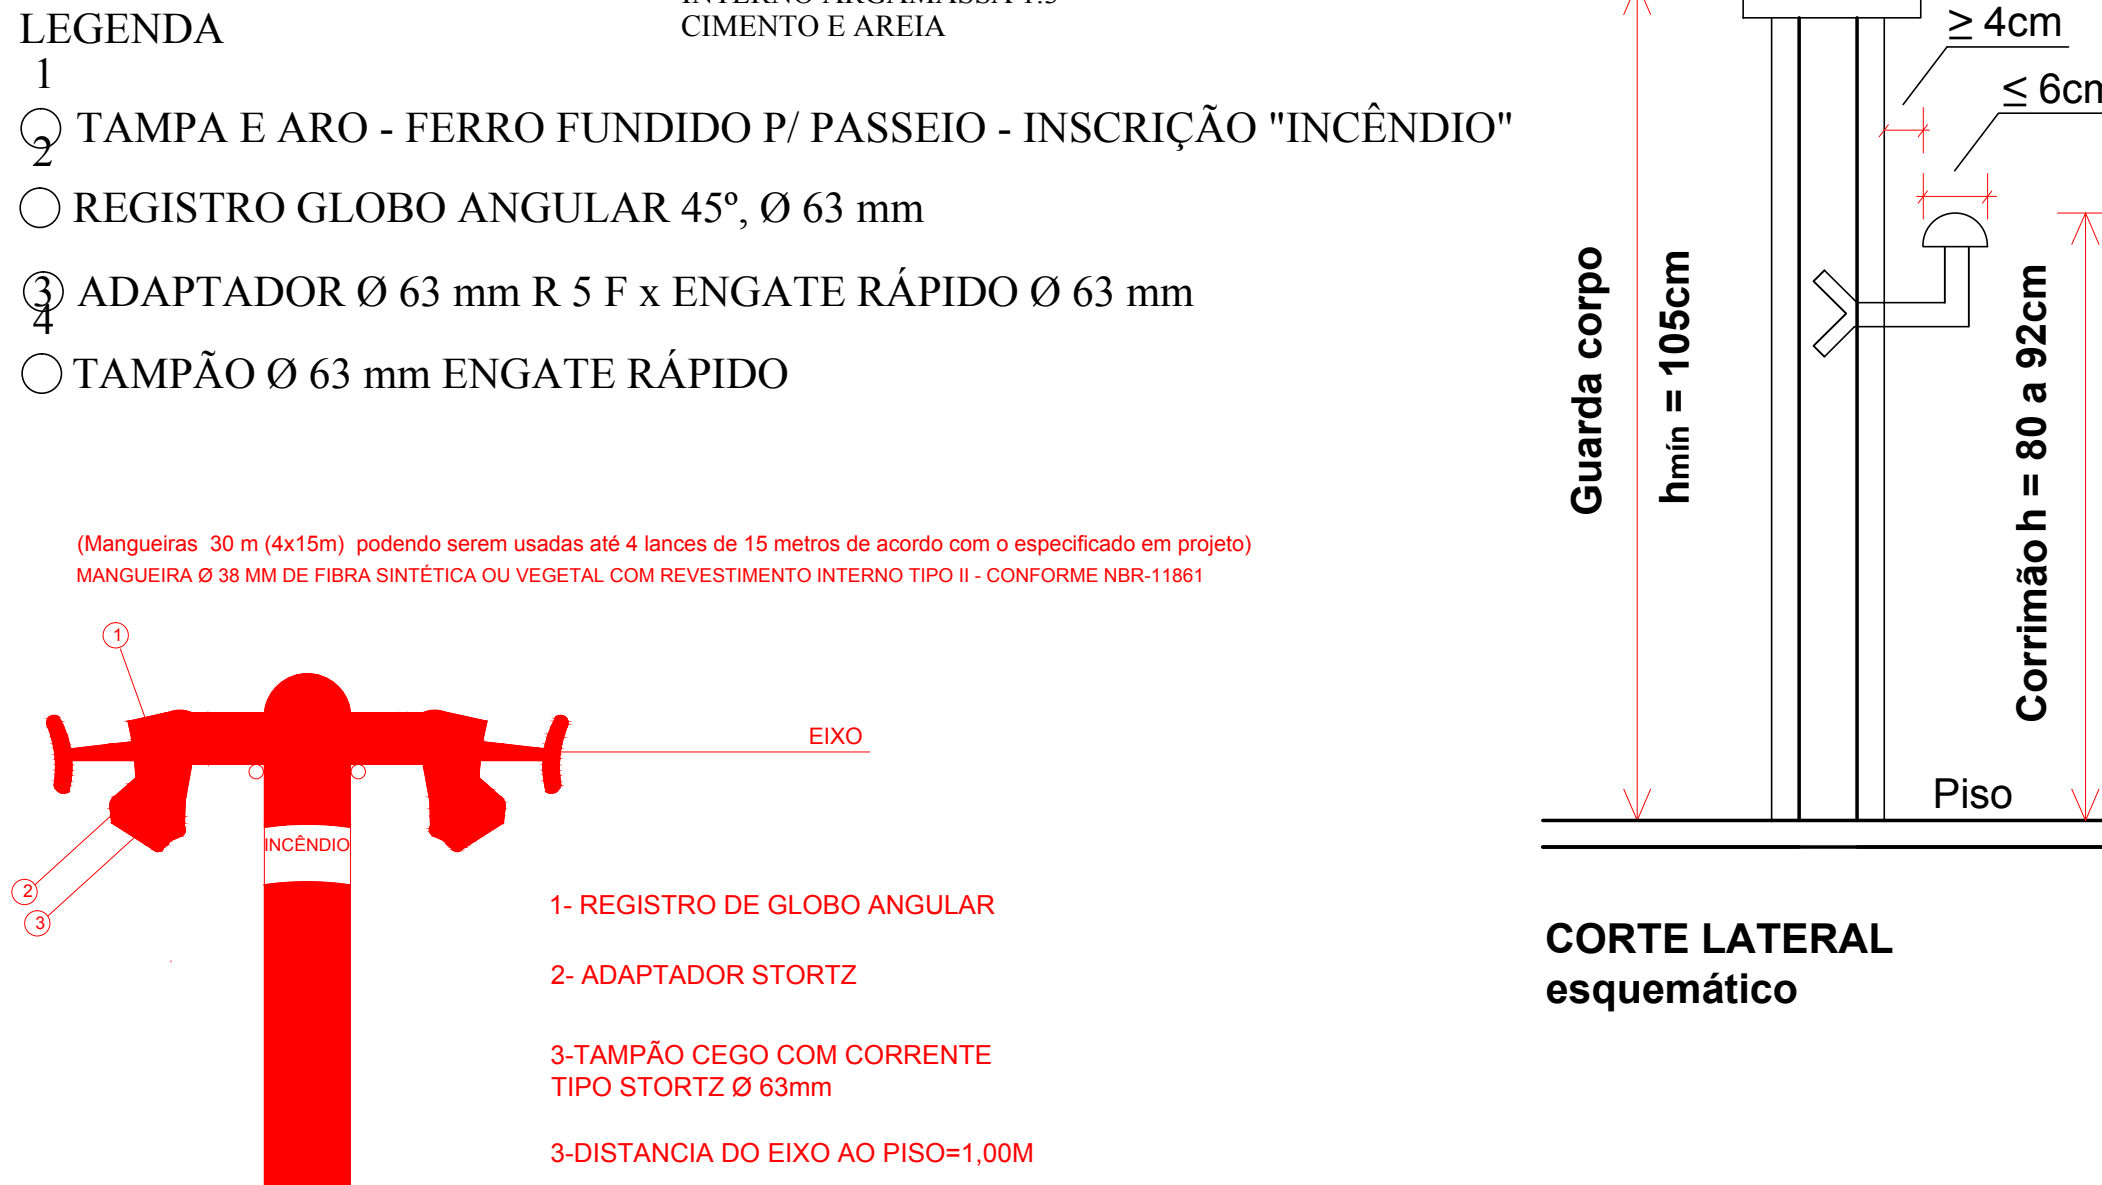 CIMENTO E AREIA
LEGENDA
1
TAMPA E ARO - FERRO FUNDIDO P/ PASSEIO - INSCRIÇÃO "INCÊNDIO"
2
REGISTRO GLOBO ANGULAR 45º, Ø 63 mm
3
ADAPTADOR Ø 63 mm R 5 F x ENGATE RÁPIDO Ø 63 mm
4
TAMPÃO Ø 63 mm ENGATE RÁPIDO
(Mangueiras 30 m (4x15m) podendo serem usadas até 4 lances de 15 metros de acordo com o especificado em projeto)
MANGUEIRA Ø 38 MM DE FIBRA SINTÉTICA OU VEGETAL COM REVESTIMENTO INTERNO TIPO II - CONFORME NBR-11861
1
EIXO
INCÊNDIO
2
3
1- REGISTRO DE GLOBO ANGULAR
2- ADAPTADOR STORTZ
3-TAMPÃO CEGO COM CORRENTE
TIPO STORTZ Ø 63mm
3-DISTANCIA DO EIXO AO PISO=1,00M
≥ 4cm
≤ 6cm
Guarda corpo
hmín = 105cm
Corrimão h = 80 a 92cm
Piso
CORTE LATERAL
esquemático